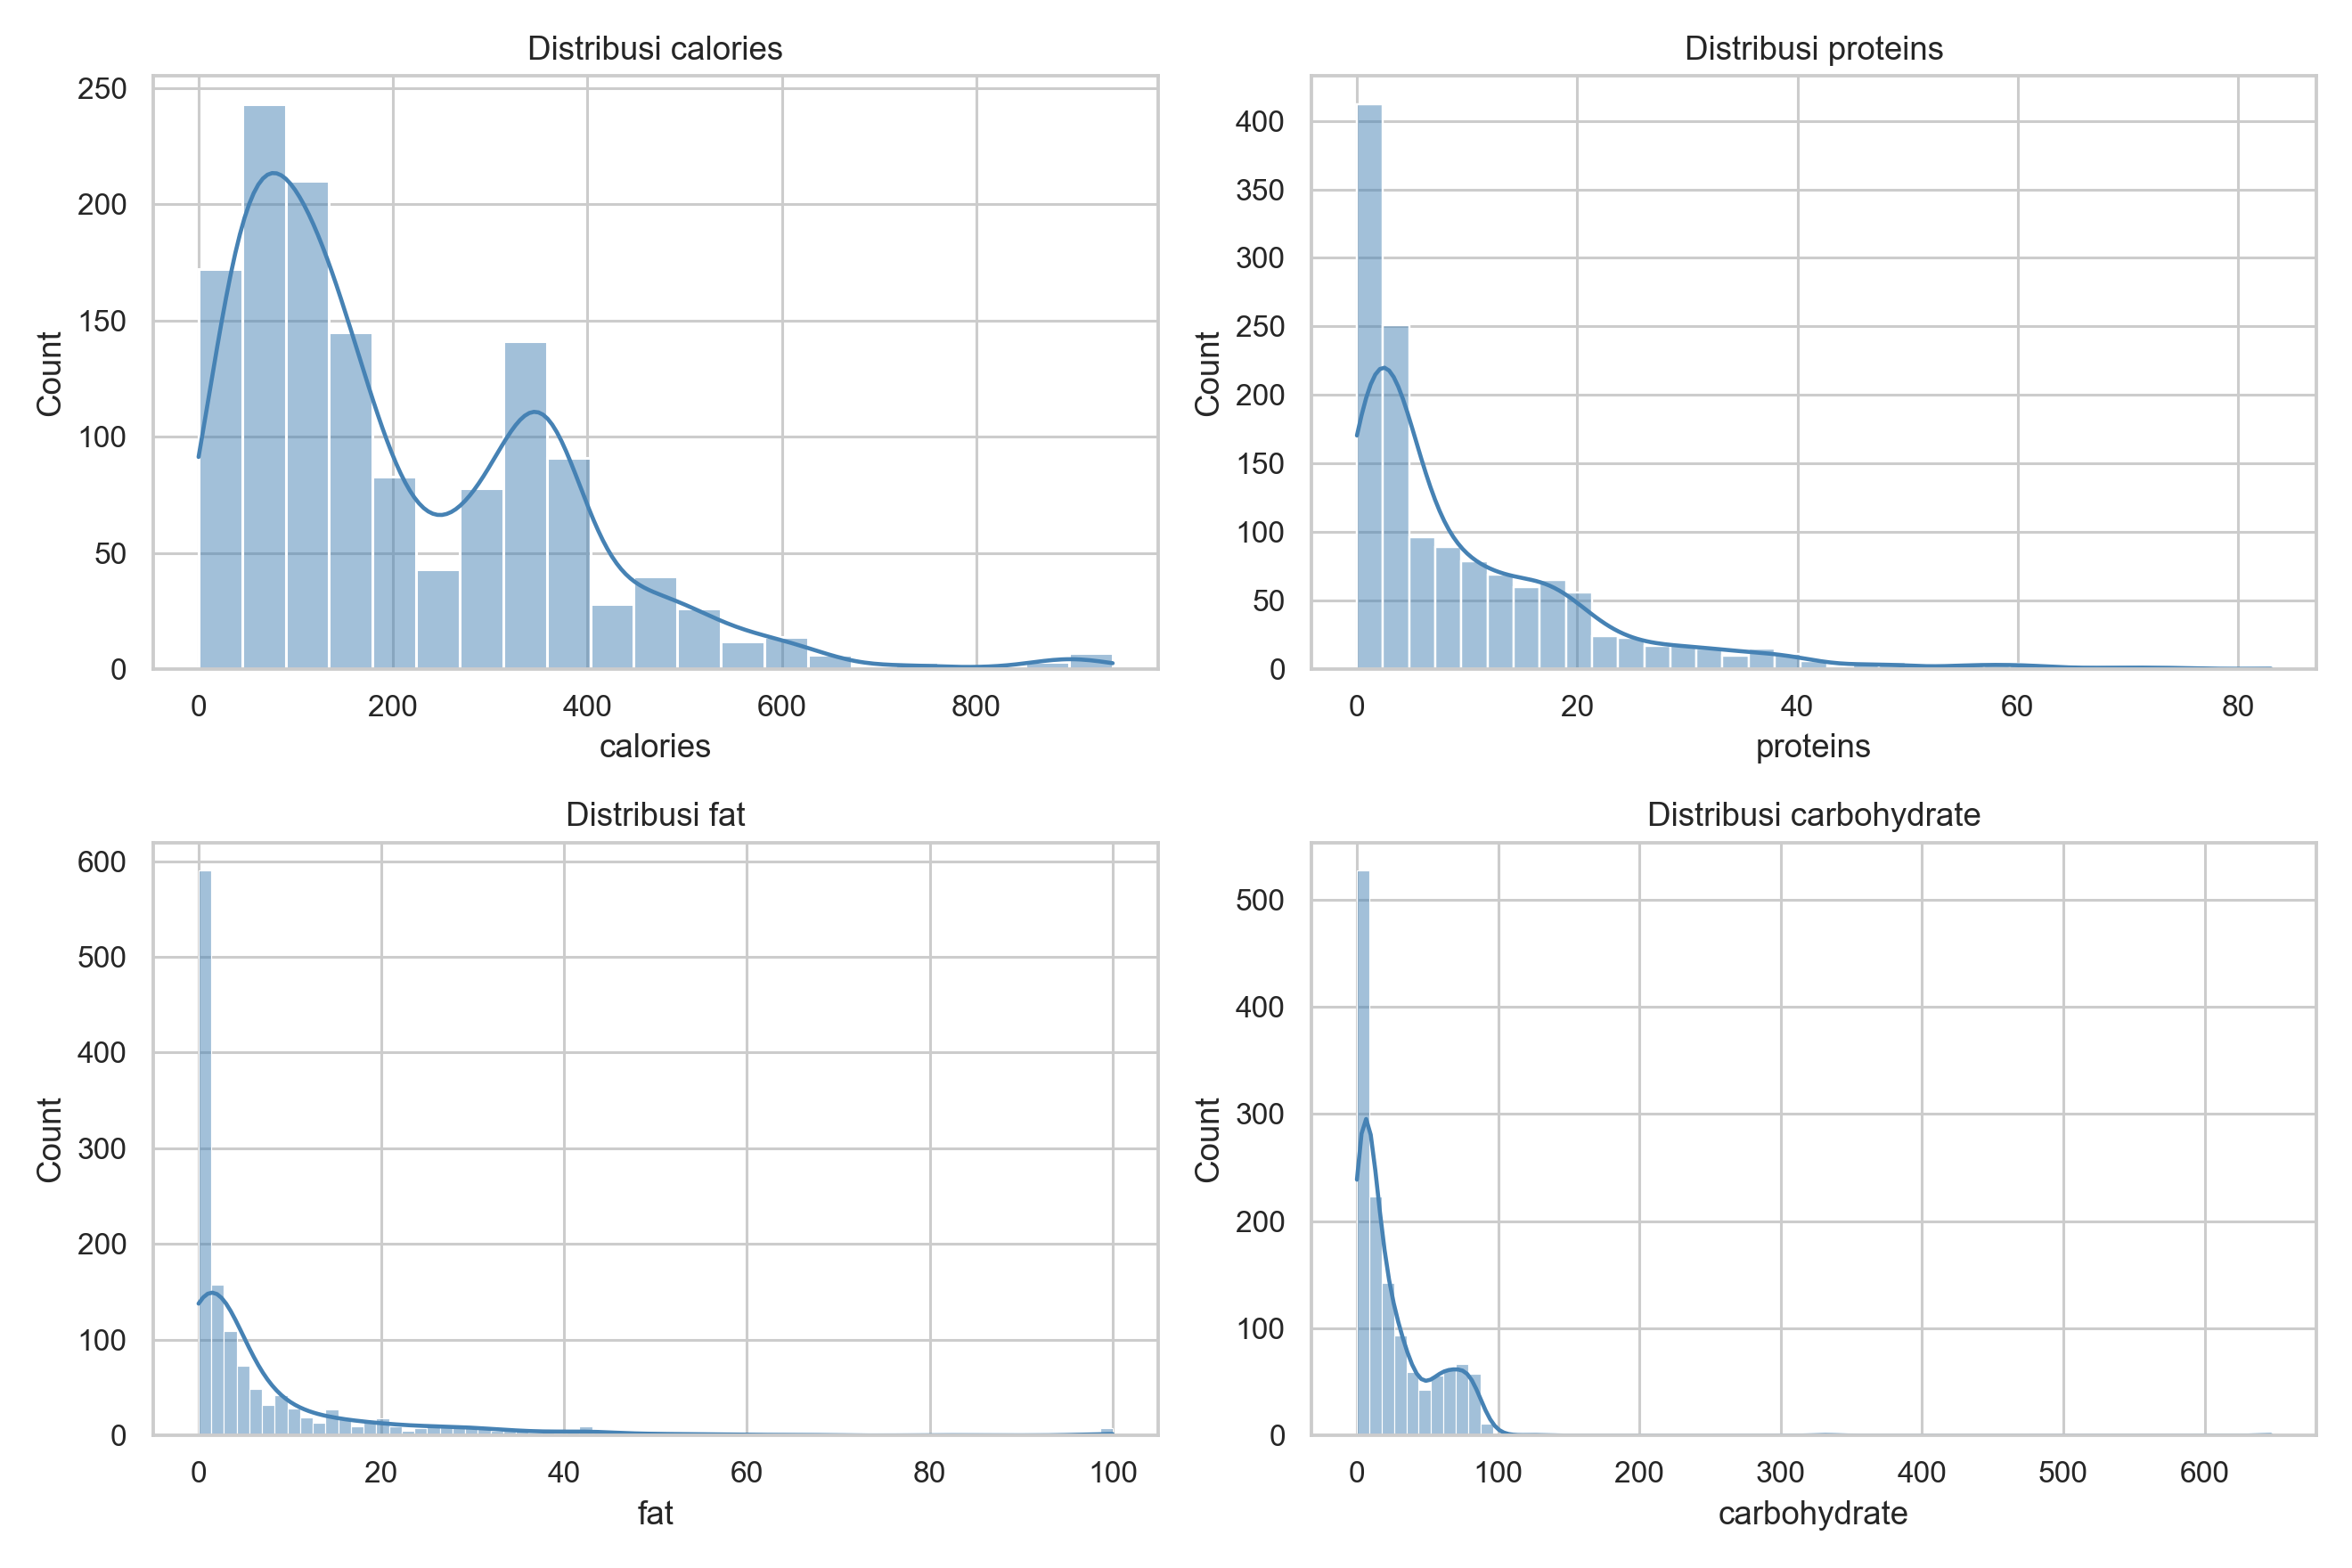 Distribusi calories
250
200
150
100
50
0
Count
0 200 400 600 800
calories
Distribusi proteins
400
350
300
250
200
150
100
50
0
Count
0 20 40 60 80
proteins
Distribusi fat
600
500
400
300
200
100
0
Count
0 20 40 60 80 100
fat
Distribusi carbohydrate
500
400
300
200
100
0
Count
0 100 200 300 400 500 600
carbohydrate